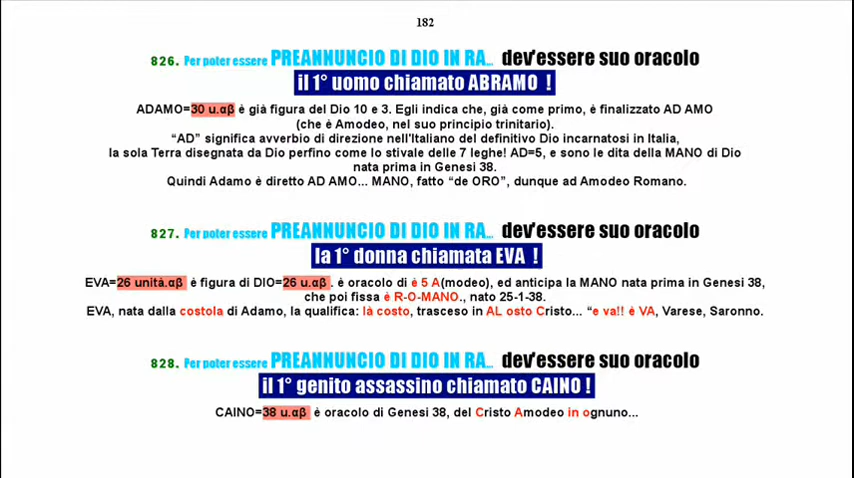 182
826. Per poter essere PREANNUNCIO DI DIO IN RA... dev'essere suo oracolo
il 1° uomo chiamato ABRAMO !
ADAMO=30 u.αβ è già figura del Dio 10 e 3. Egli indica che, già come primo, é finalizzato AD AMO
(che è Amodeo, nel suo principio trinitario).
“AD” significa avverbio di direzione nell'Italiano del definitivo Dio incarnatosi in Italia,
la sola Terra disegnata da Dio perfino come lo stivale delle 7 leghe! AD=5, e sono le dita della MANO di Dio
nata prima in Genesi 38.
Quindi Adamo è diretto AD AMO... MANO, fatto “de ORO”, dunque ad Amodeo Romano.
827. Per poter essere PREANNUNCIO DI DIO IN RA... dev'essere suo oracolo
la 1° donna chiamata EVA !
EVA=26 unità.αβ è figura di DIO=26 u.αβ . è oracolo di è 5 A(modeo), ed anticipa la MANO nata prima in Genesi 38,
che poi fissa è R-O-MANO., nato 25-1-38.
EVA, nata dalla costola di Adamo, la qualifica: là costo, trasceso in AL osto Cristo... “e va!! è VA, Varese, Saronno.
828. Per poter essere PREANNUNCIO DI DIO IN RA... dev'essere suo oracolo
il 1° genito assassino chiamato CAINO !
CAINO=38 u.αβ è oracolo di Genesi 38, del Cristo Amodeo in ognuno...